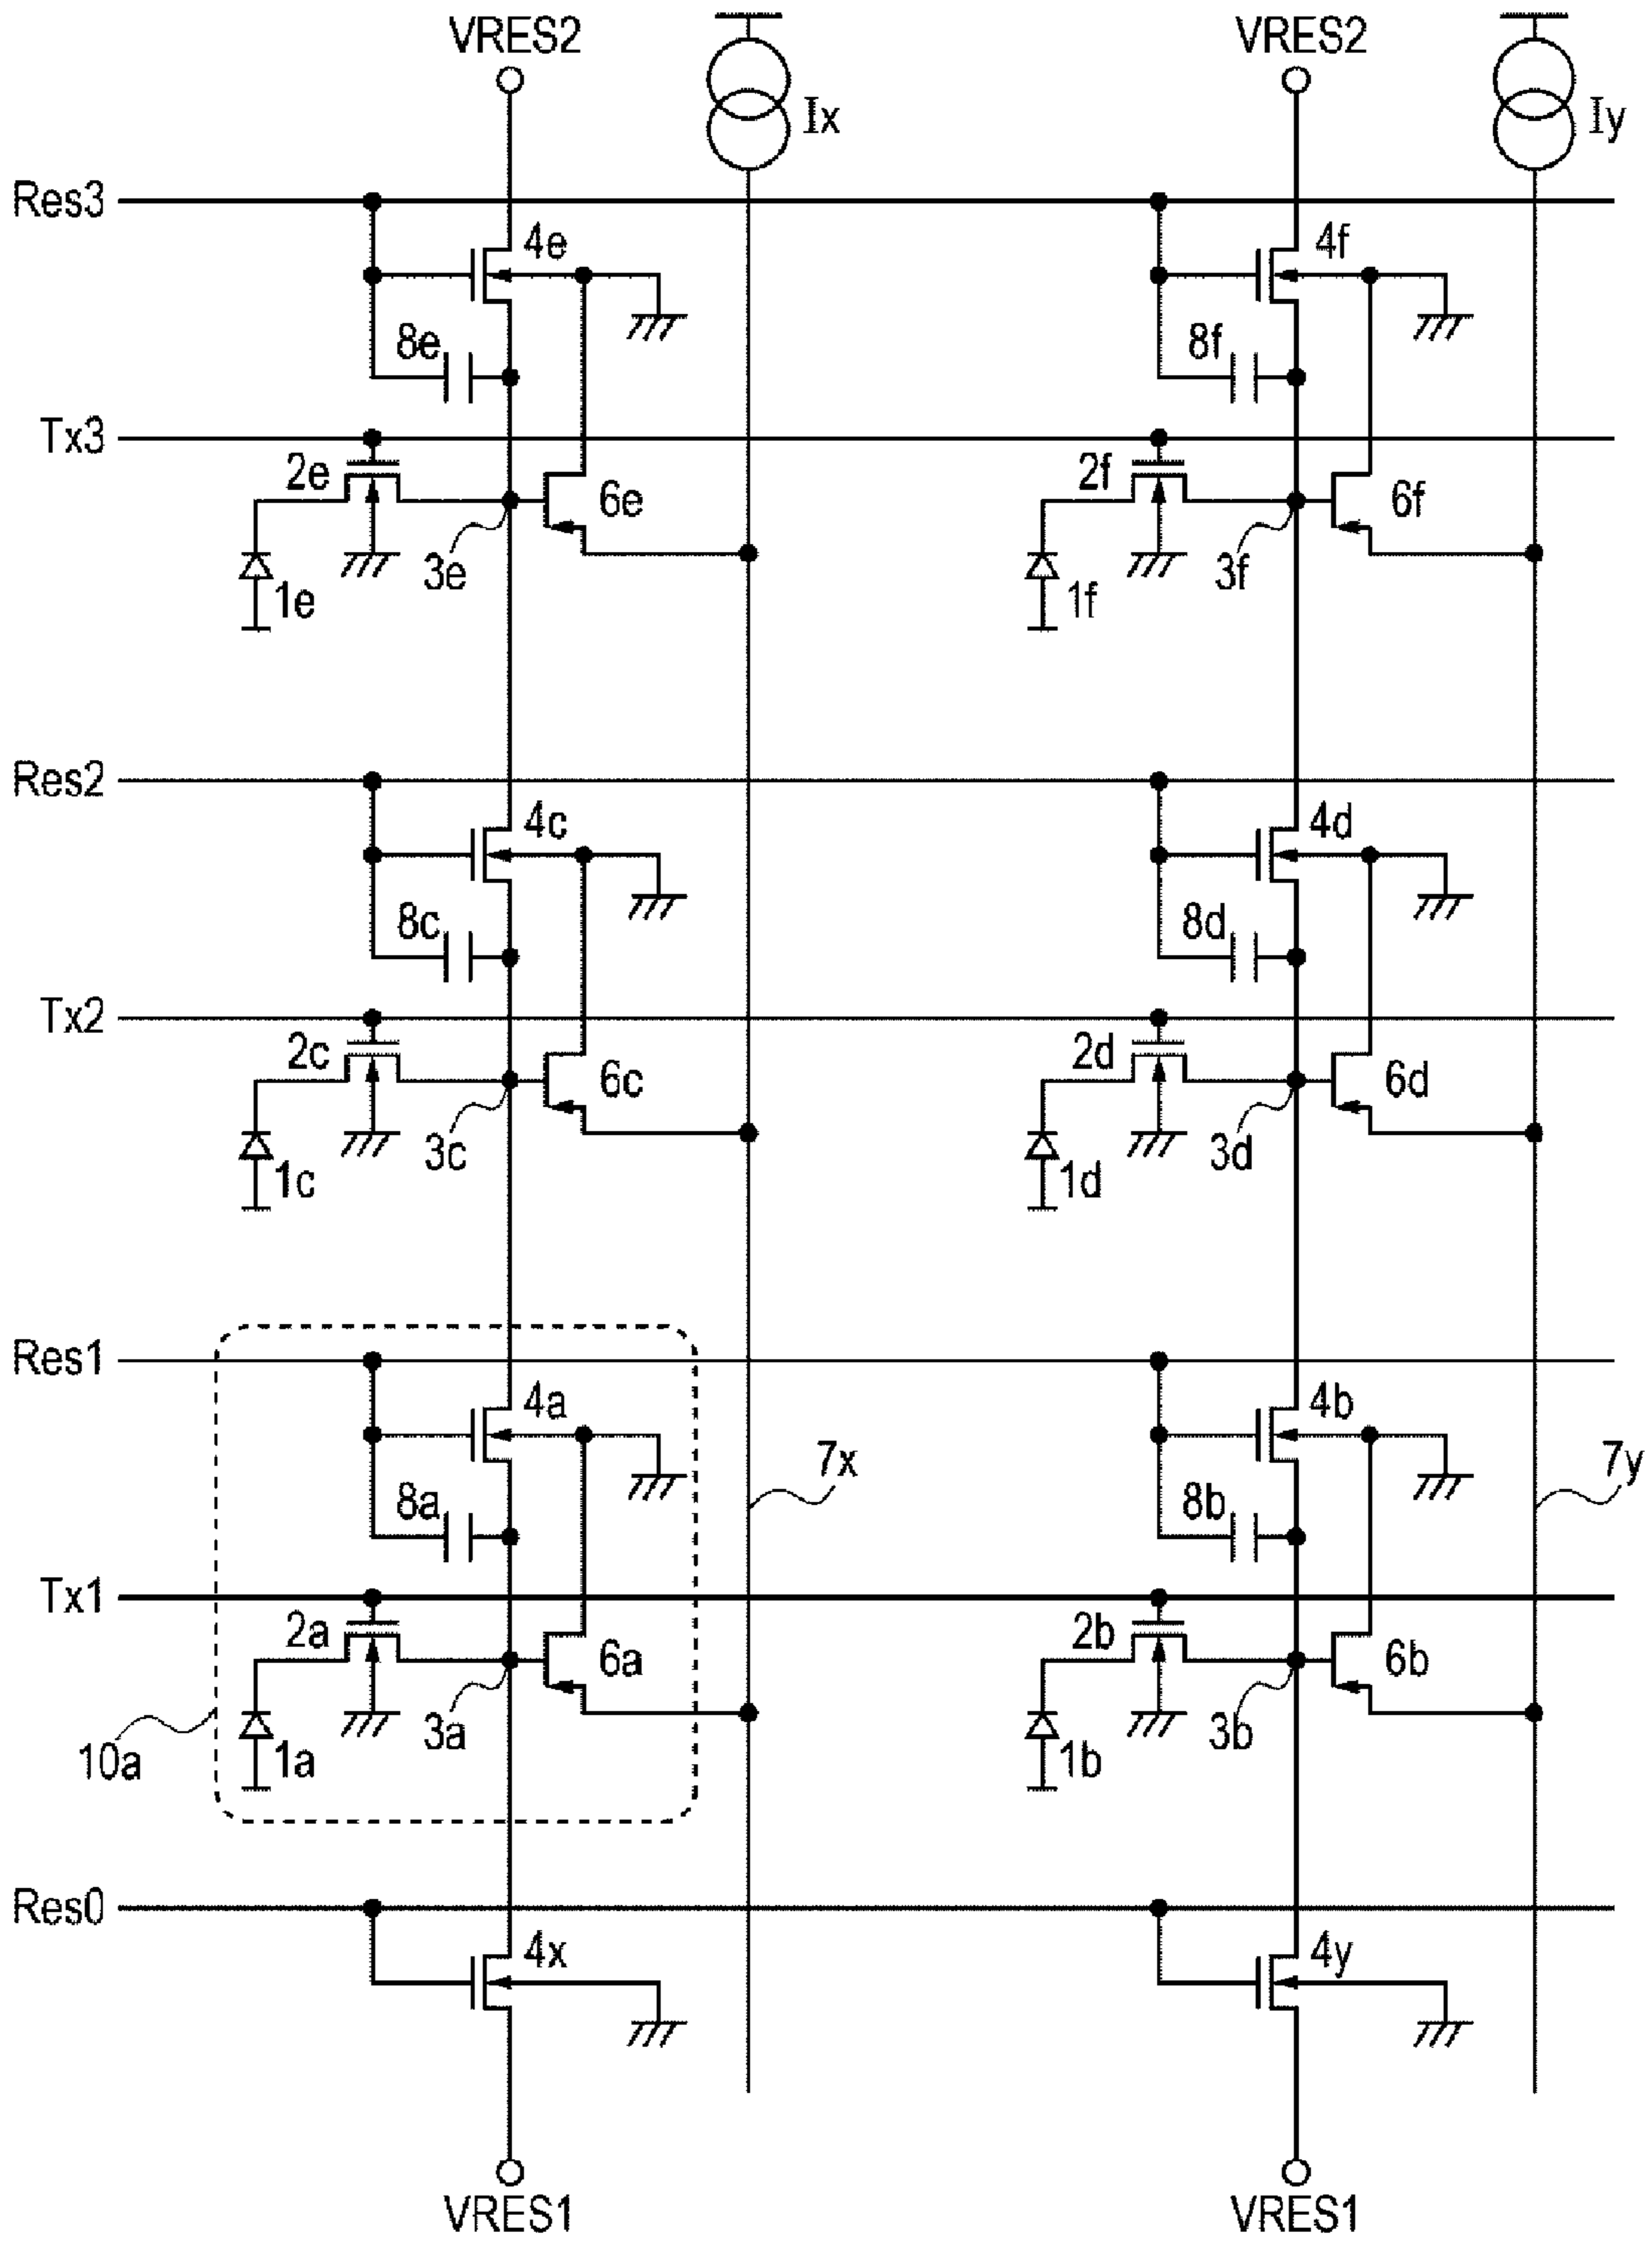 VRES2 VRES2
Ix Iy
Res3
4e 4f
8e 8f
Tx3
2e 6e 2f 6f
3e 3f
1e 1f
Res2
4c 4d
8c 8d
Tx2
2c 6c 2d 6d
3c 3d
1c 1d
Res1
4a 4b
7x 7y
8a 8b
Tx1
2a 6a 2b 6b
3a 3b
10a 1a 1b
Res0
4x 4y
VRES1 VRES1